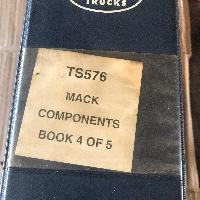 TRUCKS
TS576
MACK
COMPONENTS
BOOK 4 OF 5